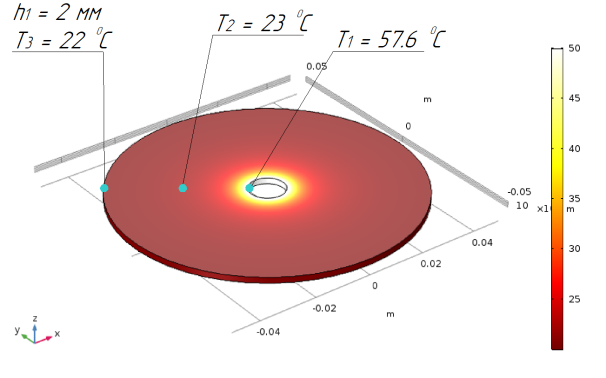 h1 = 2 мм
T3 = 22 °C
T2 = 23 °C
T1 = 57.6 °C
0.05
m
0
-0.05
10
x10
m
0.04
0.02
0
m
-0.02
-0.04
50
45
40
35
30
25
z
y
x